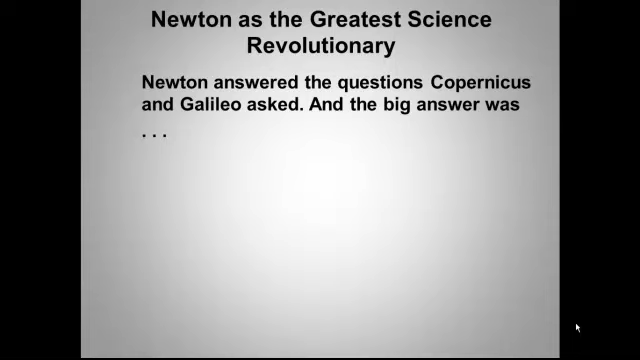 Newton as the Greatest Science
Revolutionary
Newton answered the questions Copernicus
and Galileo asked. And the big answer was
. . .